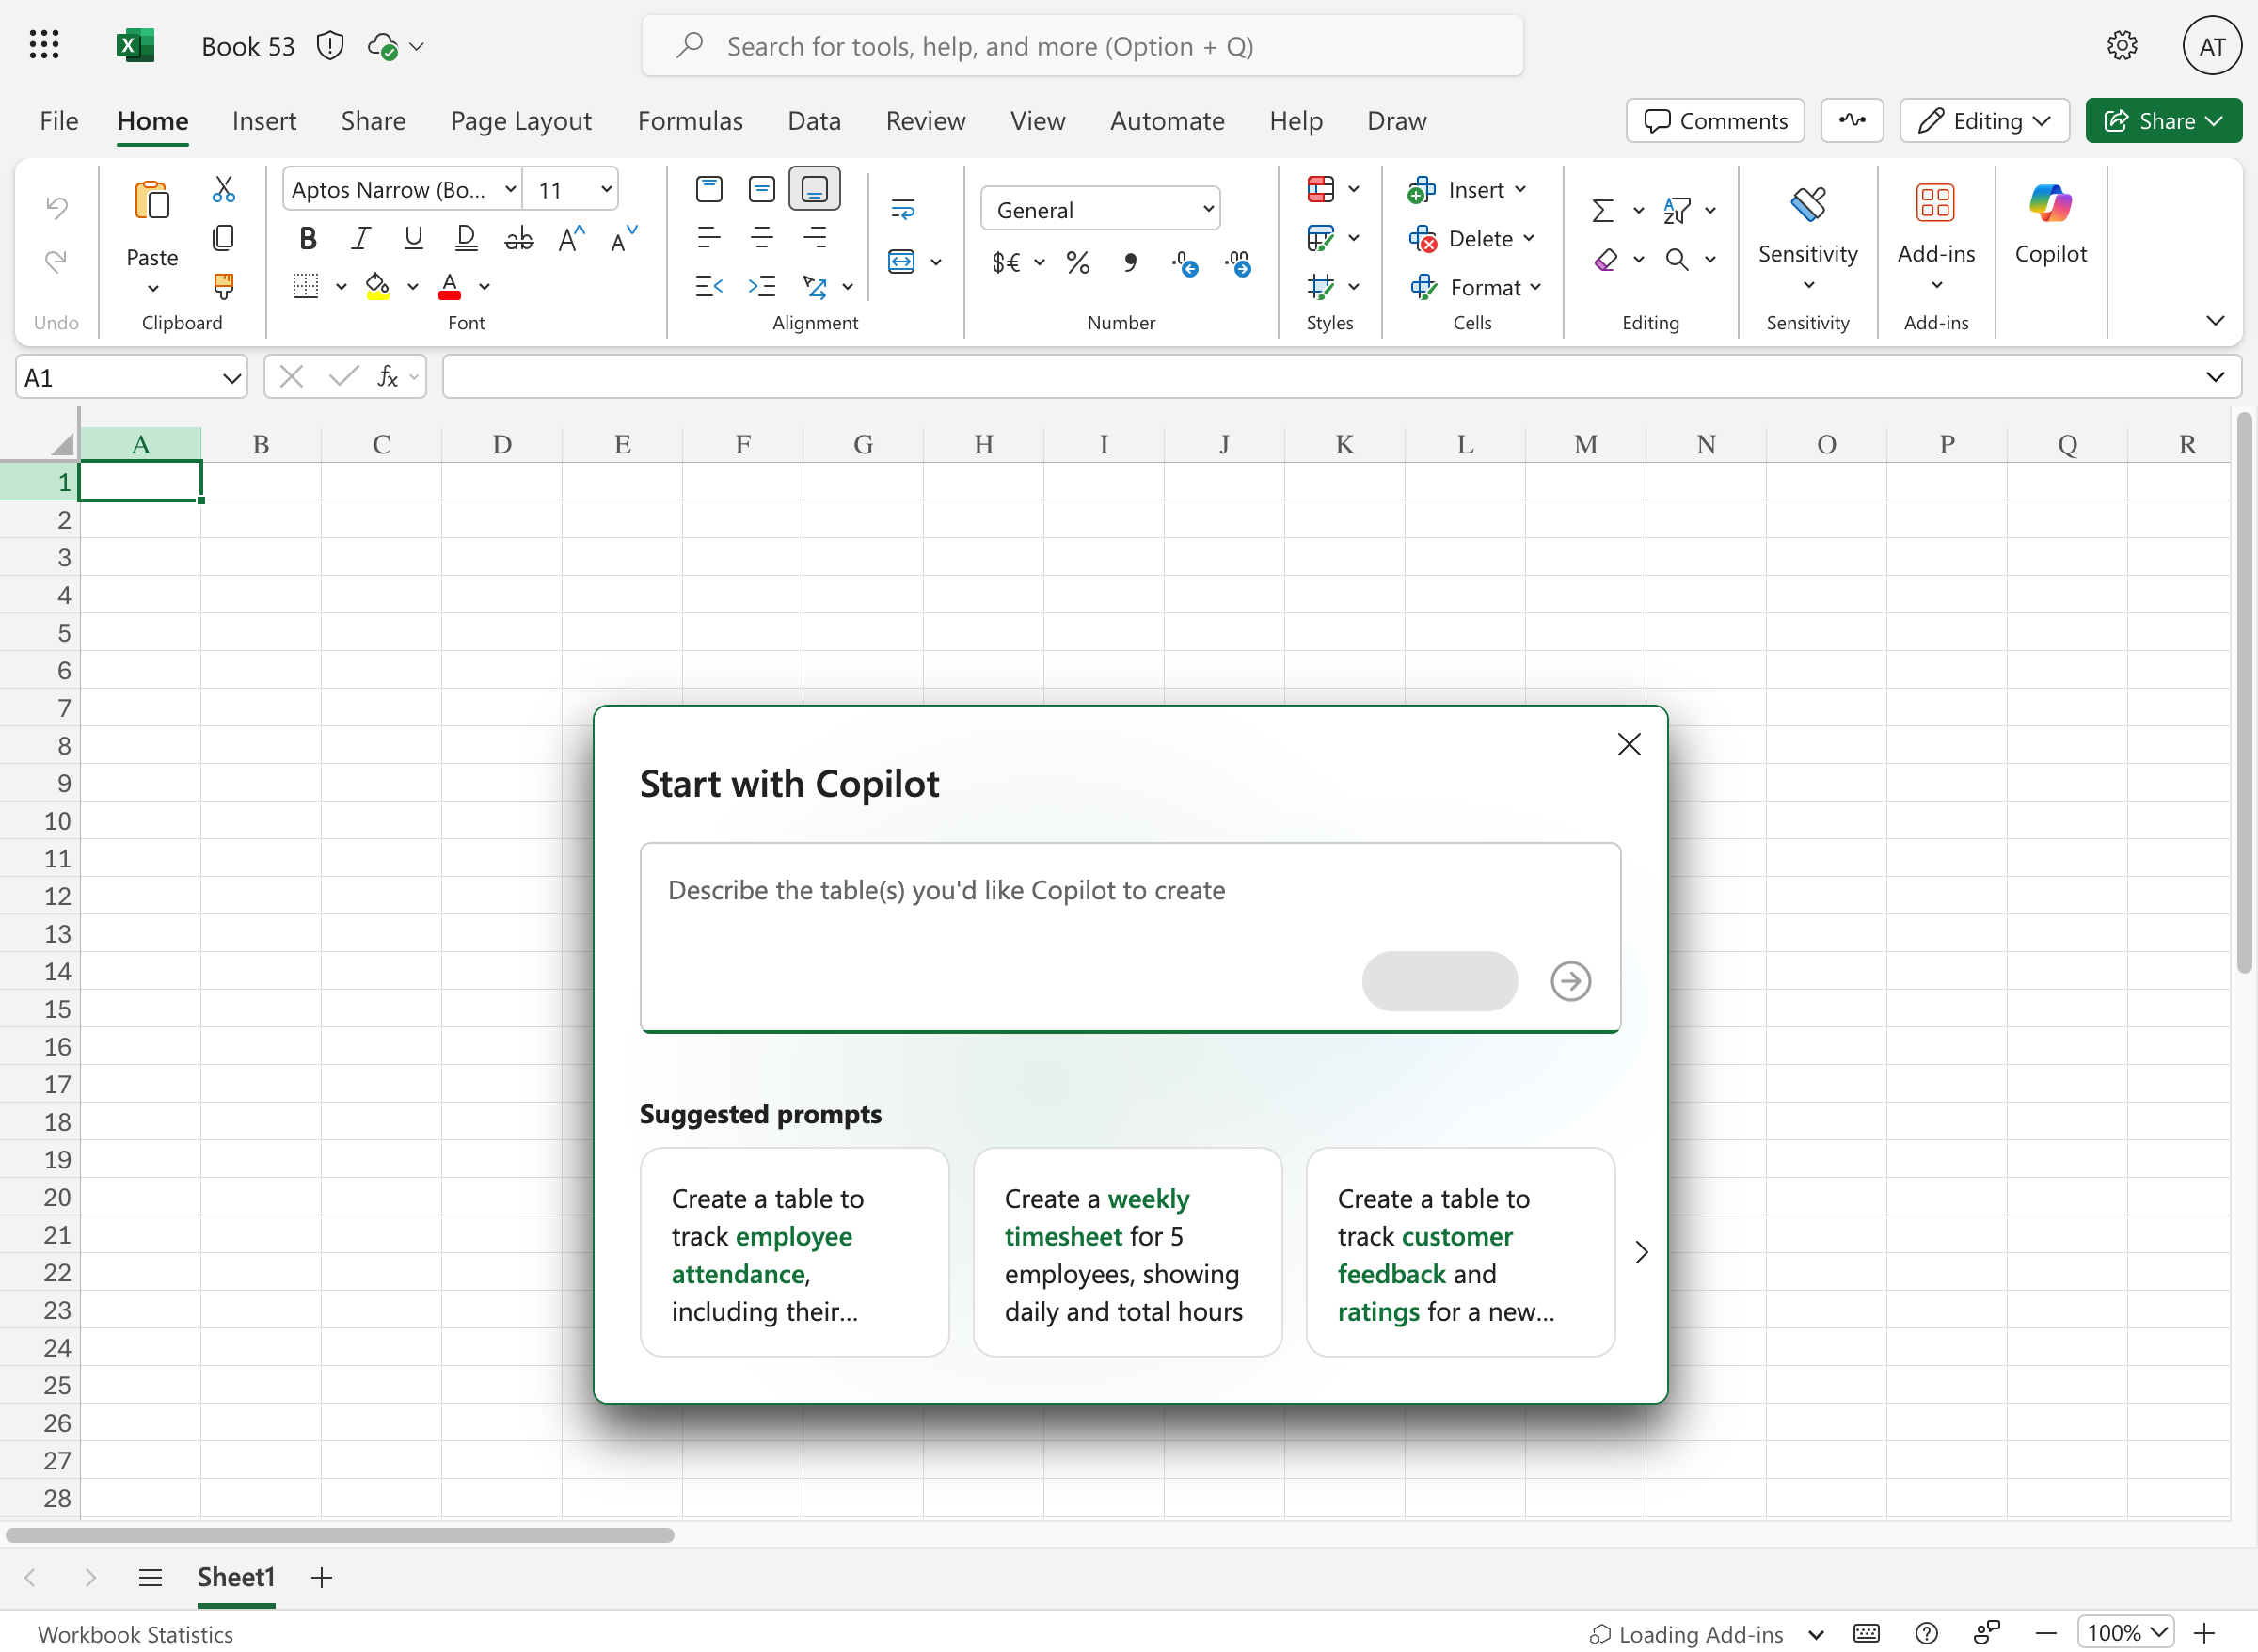 Book 53
Search for tools, help, and more (Option + Q)
AT
File Home Insert Share Page Layout Formulas Data Review View Automate Help Draw
Comments Editing Share
Aptos Narrow (Bo... 11
General
Insert
Delete
Format
Paste
Sensitivity Add-ins Copilot
Undo Clipboard Font Alignment Number Styles Cells Editing Sensitivity Add-ins
A1
A B C D E F G H I J K L M N O P Q R
1
2
3
4
5
6
7
8
9
10
11
12
13
14
15
16
17
18
19
20
21
22
23
24
25
26
27
28
Start with Copilot
Describe the table(s) you'd like Copilot to create
Suggested prompts
Create a table to
track employee
attendance,
including their...
Create a weekly
timesheet for 5
employees, showing
daily and total hours
Create a table to
track customer
feedback and
ratings for a new...
Sheet1
Workbook Statistics
Loading Add-ins
100%